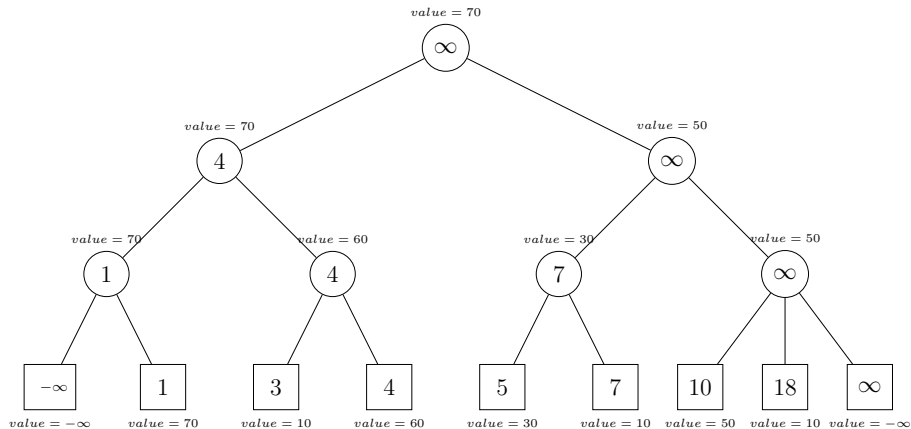 value = 70
∞
value = 70
value = 50
4
∞
value = 70
value = 60
value = 30
value = 50
1
4
7
∞
−∞
1
3
4
5
7
10
18
∞
value = −∞
value = 70
value = 10
value = 60
value = 30
value = 10
value = 50
value = 10
value = −∞